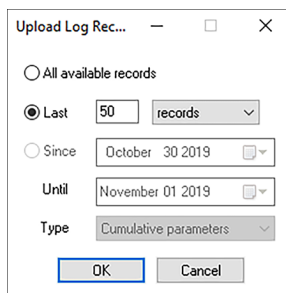 Upload Log Rec...
All available records
Last 50 records
Since October 30 2019
Until November 01 2019
Type Cumulative parameters
OK Cancel